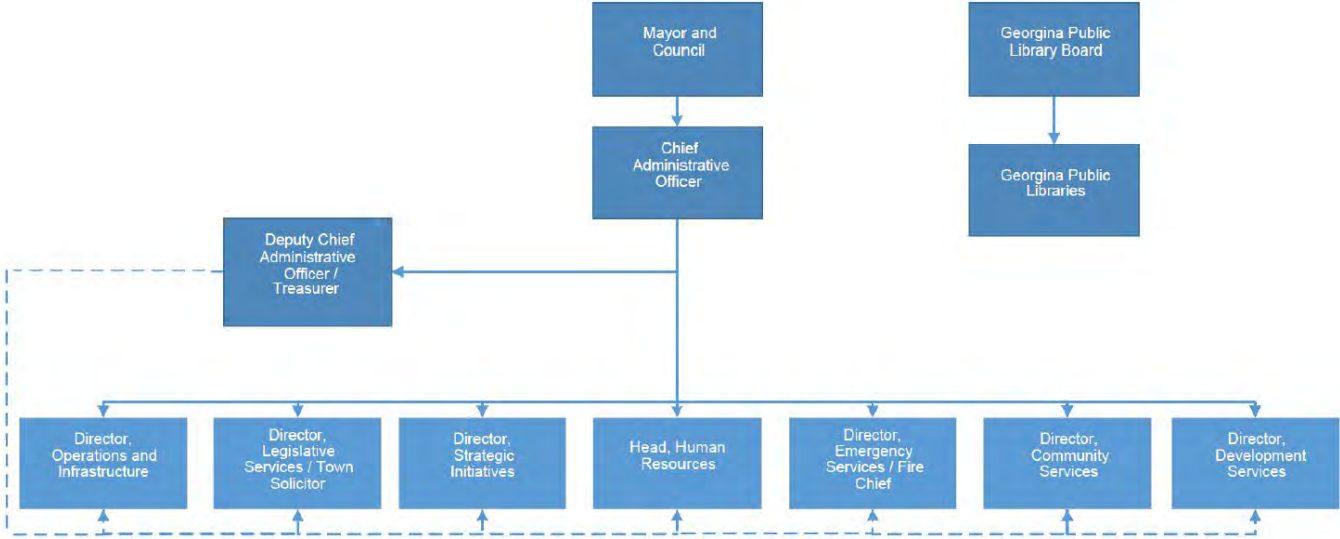 Mayor and
Council
Georgina Public
Library Board
Chief
Administrative
Officer
Georgina Public
Libraries
Deputy Chief
Administrative
Officer /
Treasurer
Director,
Operations and
Infrastructure
Director,
Legislative
Services / Town
Solicitor
Director,
Strategic
Initiatives
Head, Human
Resources
Director,
Emergency
Services / Fire
Chief
Director,
Community
Services
Director,
Development
Services